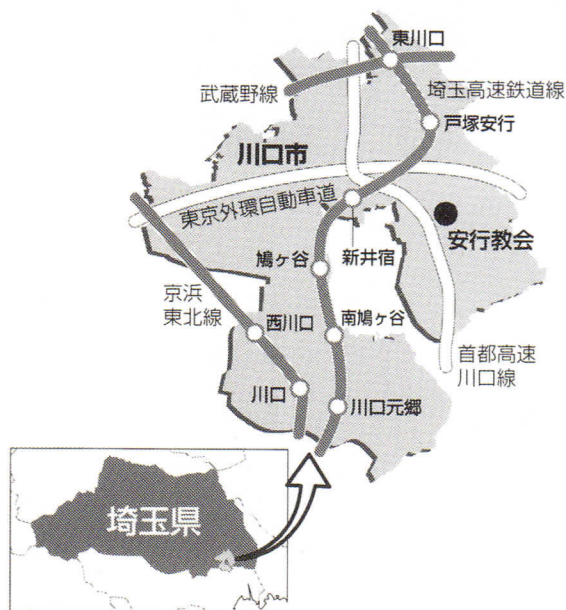 東川口
武蔵野線
埼玉高速鉄道線
戸塚安行
川口市
東京外環自動車道
安行教会
新井宿
鳩ヶ谷
京浜
東北線
西川口
南鳩ヶ谷
首都高速
川口線
川口
川口元郷
埼玉県